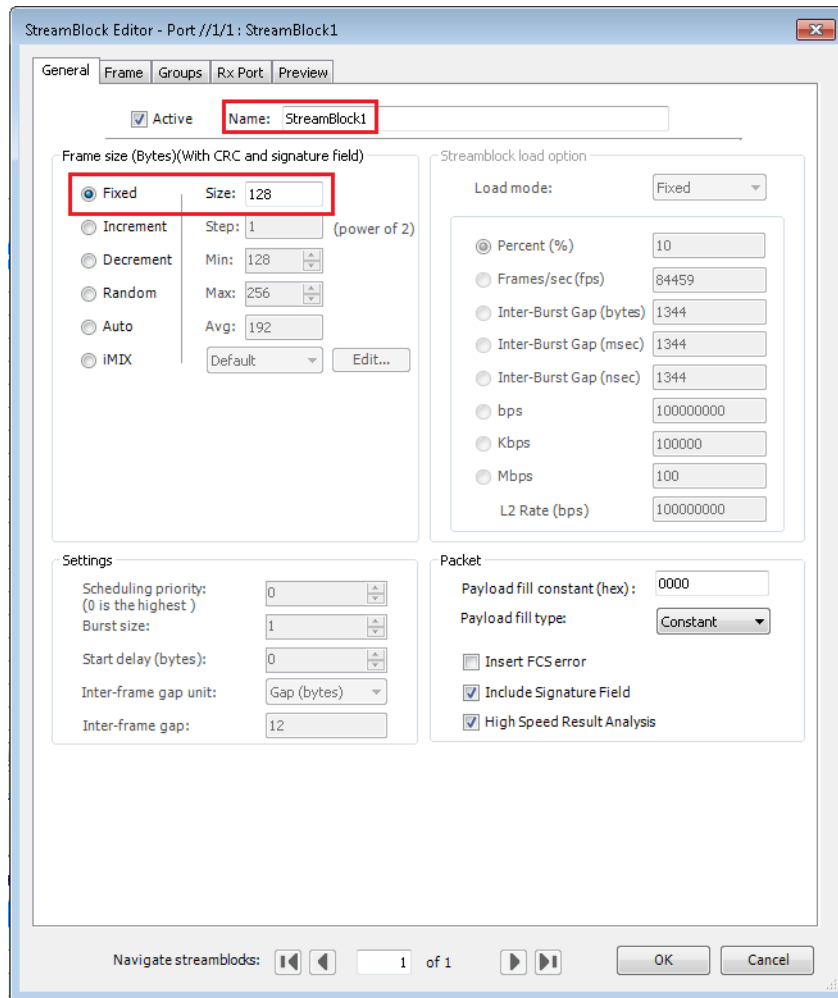 StreamBlock Editor - Port //1/1 : StreamBlock1
General Frame Groups Rx Port Preview
Active Name: StreamBlock1
Frame size (Bytes)(With CRC and signature field)
Fixed Size: 128
Increment Step: 1 (power of 2)
Decrement Min: 128
Random Max: 256
Auto Avg: 192
iMIX Default Edit...
Streamblock load option
Load mode: Fixed
Percent (%) 10
Frames/sec(fps) 84459
Inter-Burst Gap (bytes) 1344
Inter-Burst Gap (msec) 1344
Inter-Burst Gap (nsec) 1344
bps 100000000
Kbps 100000
Mbps 100
L2 Rate (bps) 100000000
Settings
Scheduling priority: 0
(0 is the highest )
Burst size: 1
Start delay (bytes): 0
Inter-frame gap unit: Gap (bytes)
Inter-frame gap: 12
Packet
Payload fill constant (hex) : 0000
Payload fill type: Constant
Insert FCS error
Include Signature Field
High Speed Result Analysis
Navigate streamblocks: 1 of 1 OK Cancel